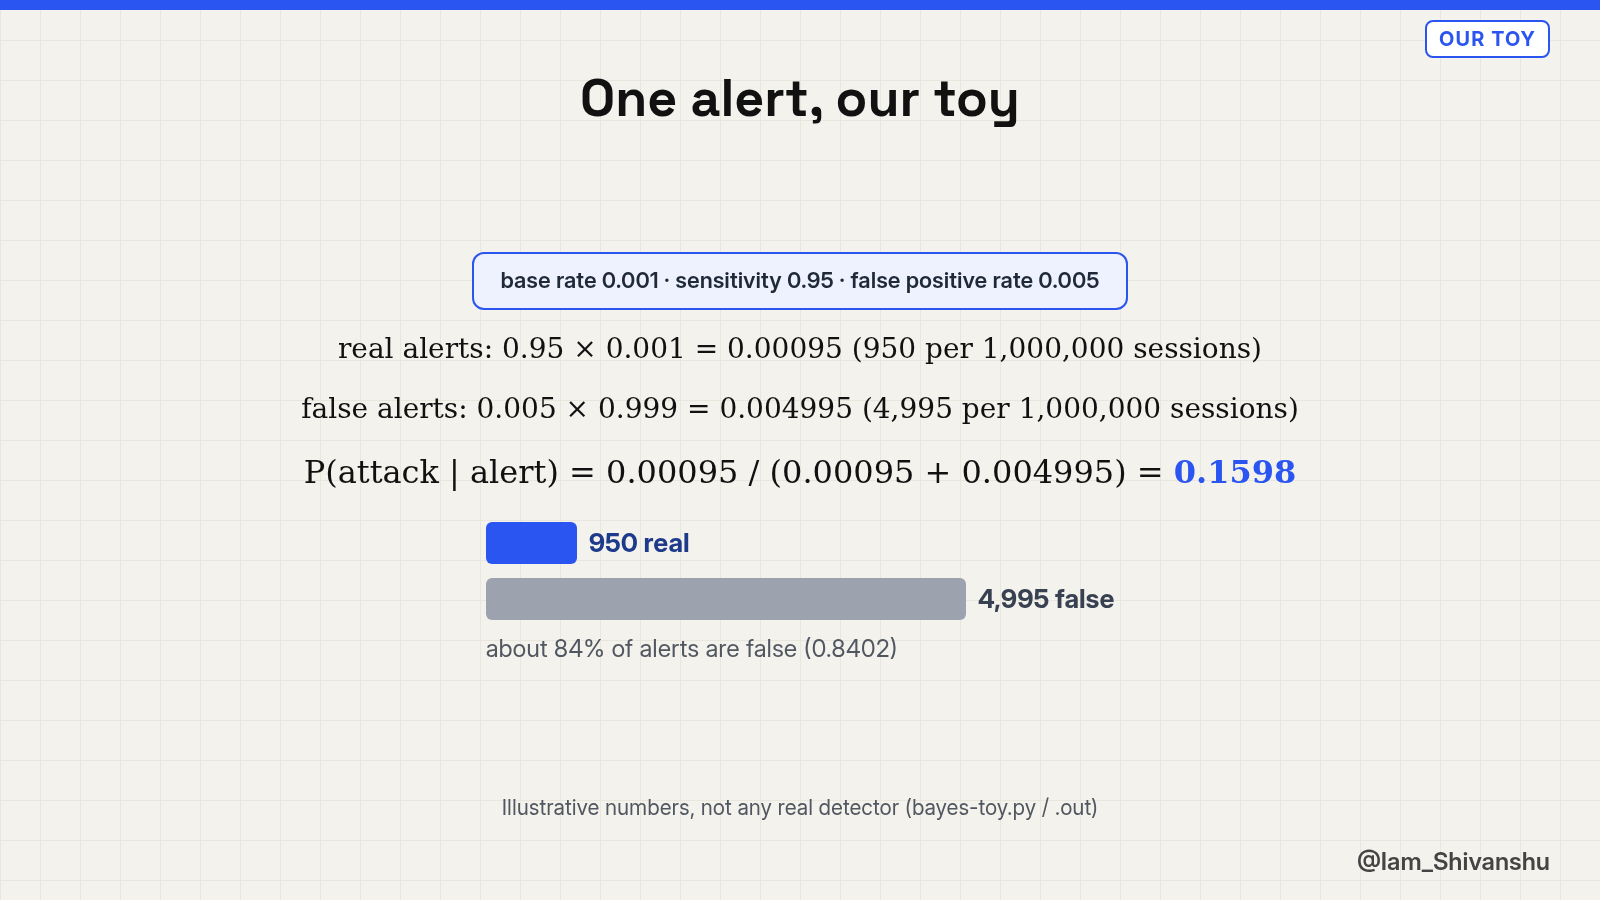 OUR TOY
One alert, our toy
base rate 0.001 · sensitivity 0.95 · false positive rate 0.005
real alerts: 0.95 × 0.001 = 0.00095 (950 per 1,000,000 sessions)
false alerts: 0.005 × 0.999 = 0.004995 (4,995 per 1,000,000 sessions)
P(attack | alert) = 0.00095 / (0.00095 + 0.004995) = 0.1598
950 real
4,995 false
about 84% of alerts are false (0.8402)
Illustrative numbers, not any real detector (bayes-toy.py / .out)
@Iam_Shivanshu